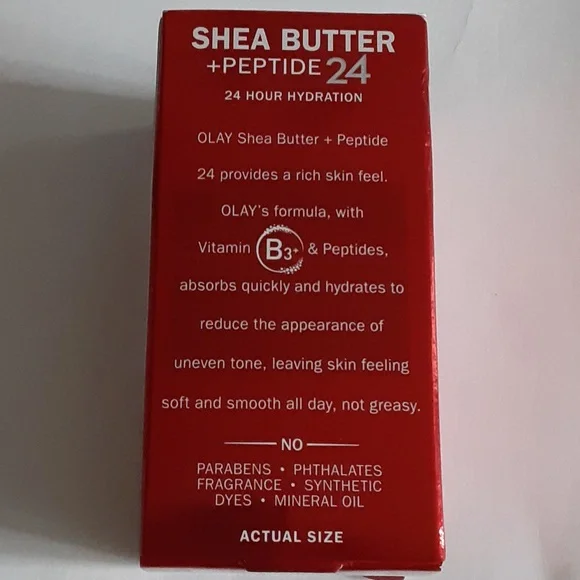 SHEA BUTTER
+PEPTIDE 24
24 HOUR HYDRATION
OLAY Shea Butter + Peptide
24 provides a rich skin feel.
OLAY's formula, with
Vitamin B3+ & Peptides,
absorbs quickly and hydrates to
reduce the appearance of
uneven tone, leaving skin feeling
soft and smooth all day, not greasy.
NO
PARABENS • PHTHALATES
FRAGRANCE • SYNTHETIC
DYES • MINERAL OIL
ACTUAL SIZE